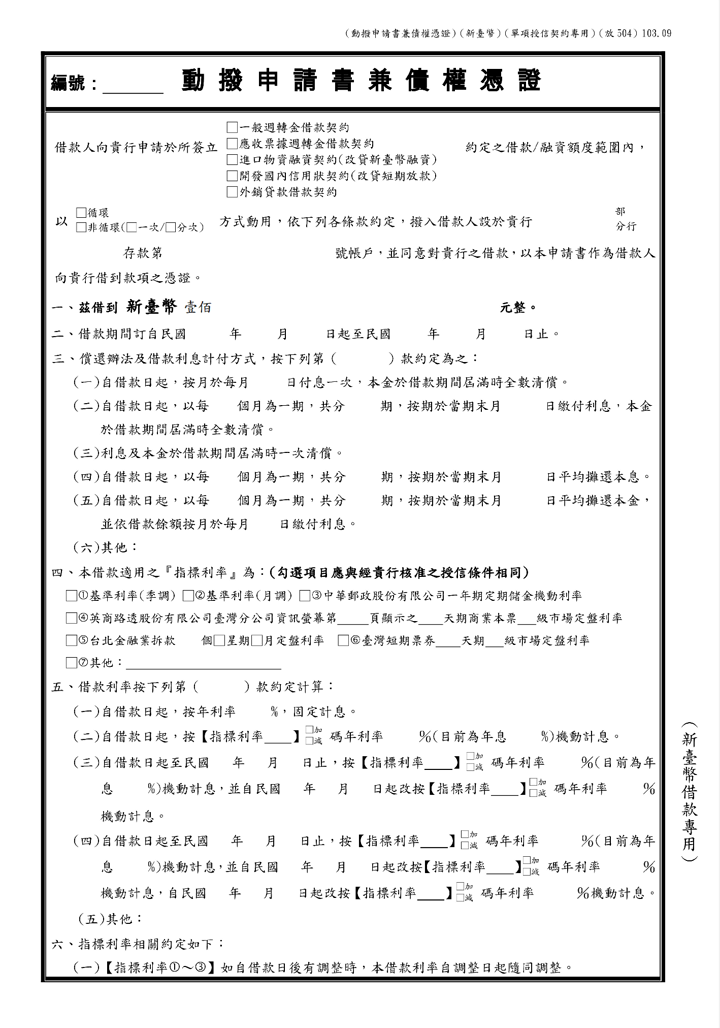 (動撥申請書兼債權憑證)(新臺幣)(單項授信契約專用)(放504)103.09
編號：______ 動撥申請書兼債權憑證
□一般週轉金借款契約
□應收票據週轉金借款契約
借款人向貴行申請於所簽立 □進口物資融資契約(改貸新臺幣融資) 約定之借款/融資額度範圍內，
□開發國內信用狀契約(改貸短期放款)
□外銷貸款借款契約
以 □循環 方式動用，依下列各條款約定，撥入借款人設於貴行 部
□非循環(□一次/□分次) 分行
存款第 號帳戶，並同意對貴行之借款，以本申請書作為借款人
向貴行借到款項之憑證。
一、茲借到 新臺幣 壹佰 元整。
二、借款期間訂自民國 年 月 日起至民國 年 月 日止。
三、償還辦法及借款利息計付方式，按下列第（ ）款約定為之：
(一)自借款日起，按月於每月 日付息一次，本金於借款期間屆滿時全數清償。
(二)自借款日起，以每 個月為一期，共分 期，按期於當期末月 日繳付利息，本金
於借款期間屆滿時全數清償。
(三)利息及本金於借款期間屆滿時一次清償。
(四)自借款日起，以每 個月為一期，共分 期，按期於當期末月 日平均攤還本息。
(五)自借款日起，以每 個月為一期，共分 期，按期於當期末月 日平均攤還本金，
並依借款餘額按月於每月 日繳付利息。
(六)其他：
四、本借款適用之『指標利率』為：(勾選項目應與經貴行核准之授信條件相同)
□①基準利率(季調) □②基準利率(月調) □③中華郵政股份有限公司一年期定期儲金機動利率
□④英商路透股份有限公司臺灣分公司資訊螢幕第____頁顯示之___天期商業本票__級市場定盤利率
□⑤台北金融業拆款 個□星期□月定盤利率 □⑥臺灣短期票券___天期__級市場定盤利率
□⑦其他：____________________
五、借款利率按下列第（ ）款約定計算：
(一)自借款日起，按年利率 %，固定計息。
(二)自借款日起，按【指標利率___】□加□減 碼年利率 %(目前為年息 %)機動計息。
(三)自借款日起至民國 年 月 日止，按【指標利率___】□加□減 碼年利率 %(目前為年
息 %)機動計息，並自民國 年 月 日起改按【指標利率___】□加□減 碼年利率 %
機動計息。
(四)自借款日起至民國 年 月 日止，按【指標利率___】□加□減 碼年利率 %(目前為年
息 %)機動計息，並自民國 年 月 日起改按【指標利率___】□加□減 碼年利率 %
機動計息，自民國 年 月 日起改按【指標利率___】□加□減 碼年利率 %機動計息。
(五)其他：
六、指標利率相關約定如下：
(一)【指標利率①～③】如自借款日後有調整時，本借款利率自調整日起隨同調整。
（新臺幣借款專用）